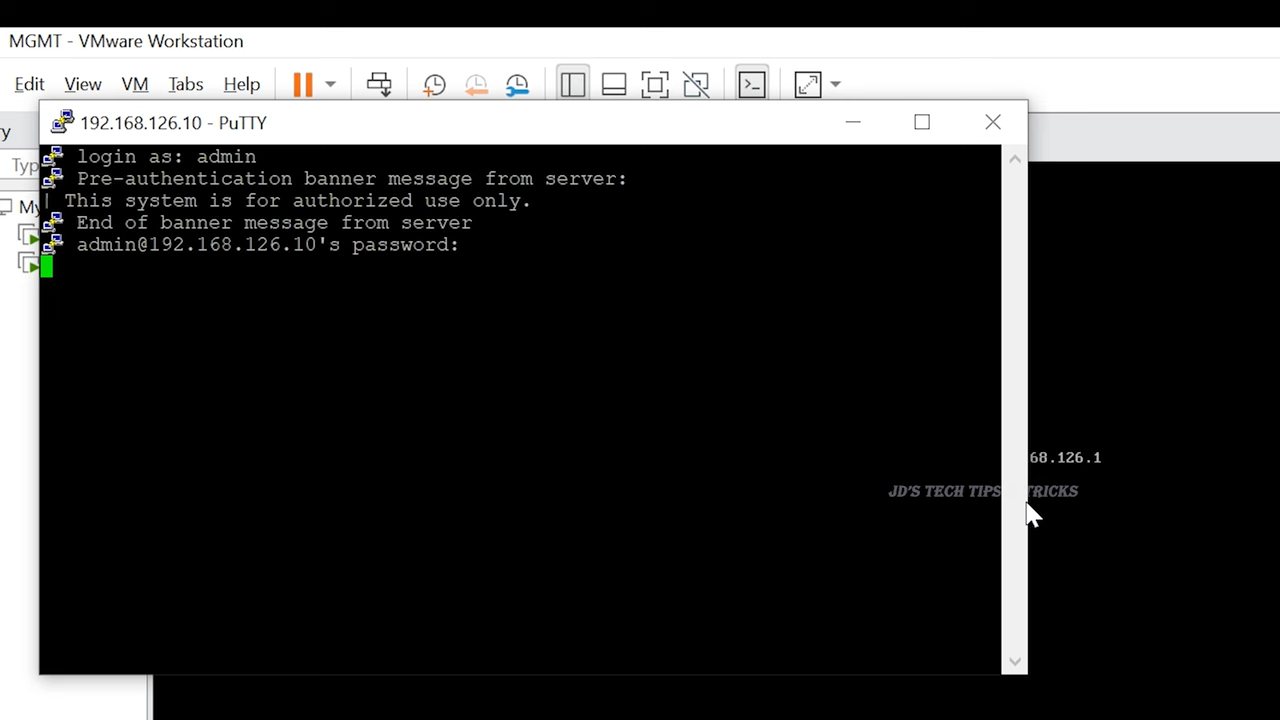 MGMT - VMware Workstation
Edit View VM Tabs Help
192.168.126.10 - PuTTY
login as: admin
Pre-authentication banner message from server:
| This system is for authorized use only.
End of banner message from server
admin@192.168.126.10's password:
68.126.1
JD'S TECH TIPS TRICKS
y
Typ
My